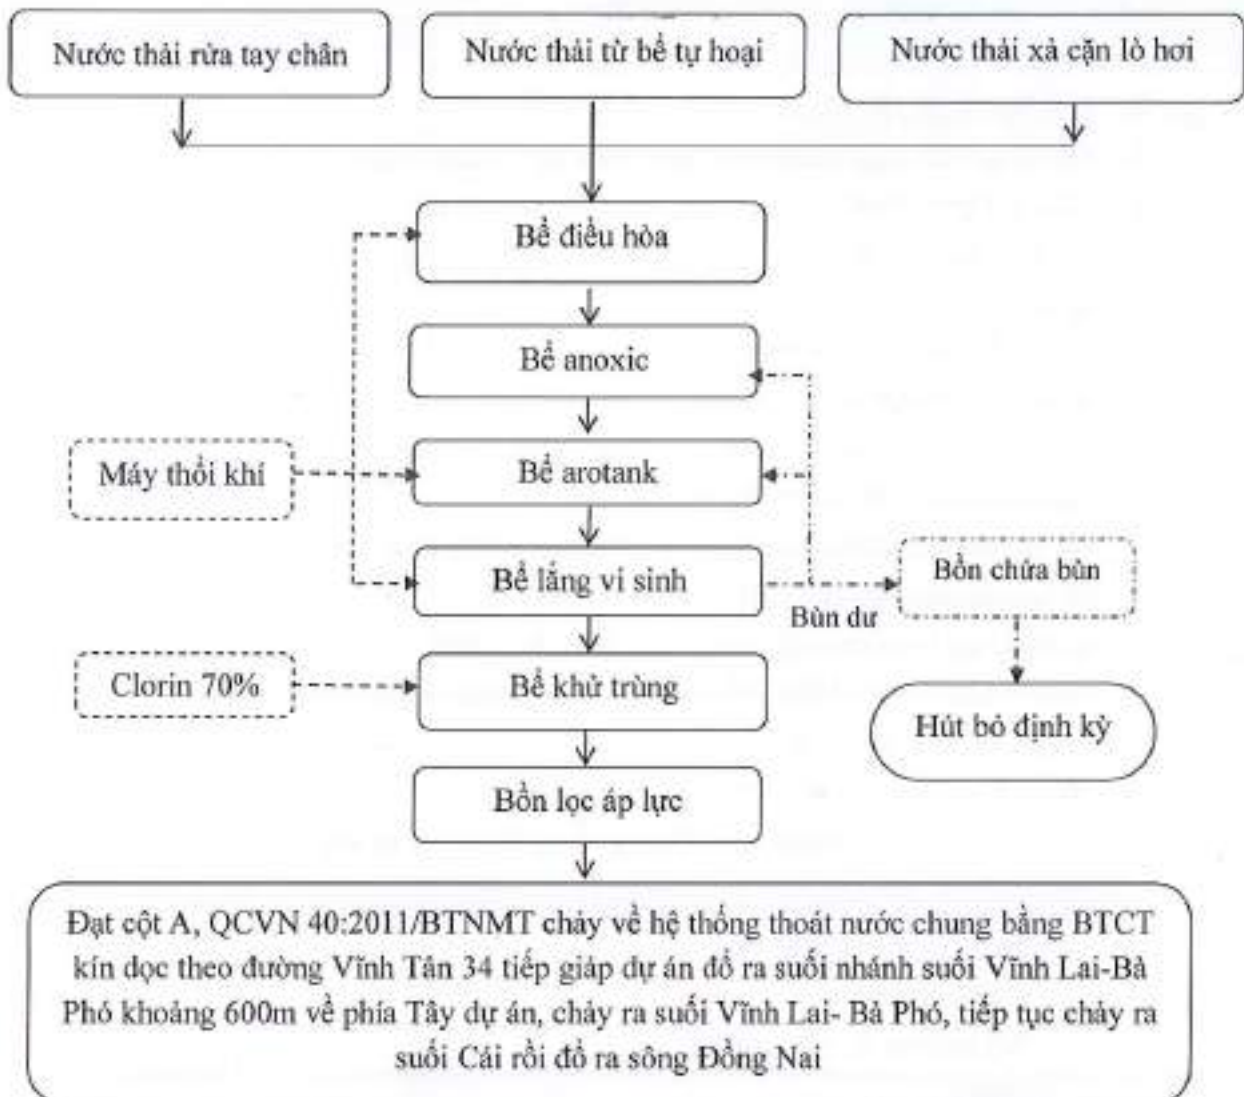 Nước thải rửa tay chân
Nước thải từ bể tự hoại
Nước thải xả cặn lò hơi
Bể điều hòa
Bể anoxic
Máy thổi khí
Bể arotank
Bể lắng vi sinh
Bùn dư
Bồn chứa bùn
Clorin 70%
Bể khử trùng
Hút bỏ định kỳ
Bồn lọc áp lực
Đạt cột A, QCVN 40:2011/BTNMT chảy về hệ thống thoát nước chung bằng BTCT
kín dọc theo đường Vĩnh Tân 34 tiếp giáp dự án đổ ra suối nhánh suối Vĩnh Lai-Bà
Phó khoảng 600m về phía Tây dự án, chảy ra suối Vĩnh Lai- Bà Phó, tiếp tục chảy ra
suối Cái rồi đổ ra sông Đồng Nai